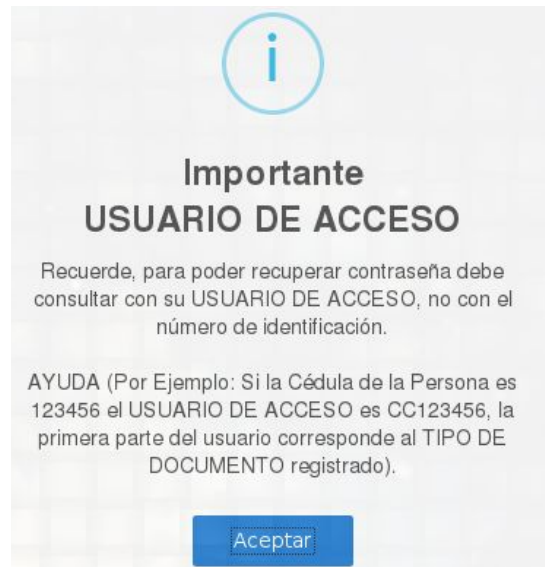 Importante
USUARIO DE ACCESO
Recuerde, para poder recuperar contraseña debe
consultar con su USUARIO DE ACCESO, no con el
número de identificación.
AYUDA (Por Ejemplo: Si la Cédula de la Persona es
123456 el USUARIO DE ACCESO es CC123456, la
primera parte del usuario corresponde al TIPO DE
DOCUMENTO registrado).
Aceptar